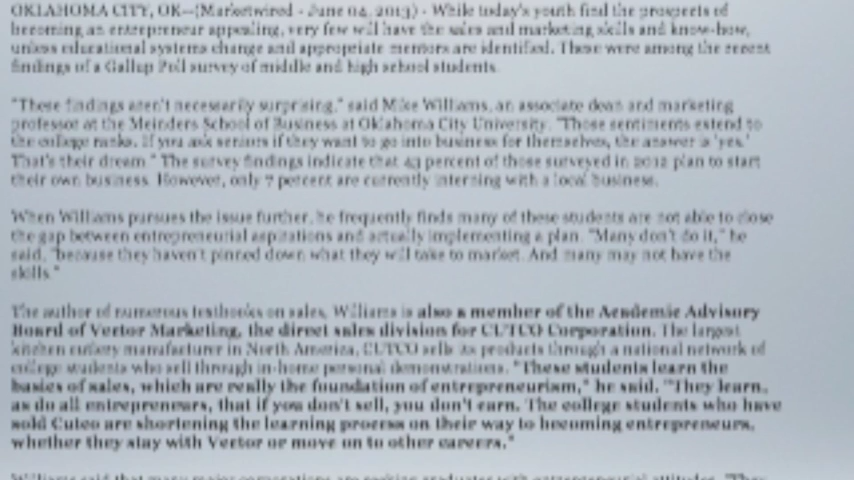 OKLAHOMA CITY, OK--(Marketwired - June 04, 2013) - While today's youth find the prospects of
becoming an entrepreneur appealing, very few will have the sales and marketing skills and know-how,
unless educational systems change and appropriate mentors are identified. These were among the recent
findings of a Gallup Poll survey of middle and high school students.
"These findings aren't necessarily surprising," said Mike Williams, an associate dean and marketing
professor at the Meinders School of Business at Oklahoma City University. "Those sentiments extend to
the college ranks. If you ask seniors if they want to go into business for themselves, the answer is 'yes.'
That's their dream." The survey findings indicate that 43 percent of those surveyed in 2012 plan to start
their own business. However, only 7 percent are currently interning with a local business.
When Williams pursues the issue further, he frequently finds many of these students are not able to close
the gap between entrepreneurial aspirations and actually implementing a plan. "Many don't do it," he
said, "because they haven't pinned down what they will take to market. And many may not have the
skills."
The author of numerous textbooks on sales, Williams is also a member of the Academic Advisory
Board of Vector Marketing, the direct sales division for CUTCO Corporation. The largest
kitchen cutlery manufacturer in North America, CUTCO sells its products through a national network of
college students who sell through in-home personal demonstrations. "These students learn the
basics of sales, which are really the foundation of entrepreneurism," he said. "They learn,
as do all entrepreneurs, that if you don't sell, you don't earn. The college students who have
sold Cutco are shortening the learning process on their way to becoming entrepreneurs,
whether they stay with Vector or move on to other careers."
Williams said that many major corporations are seeking graduates with entrepreneurial attitudes. "They